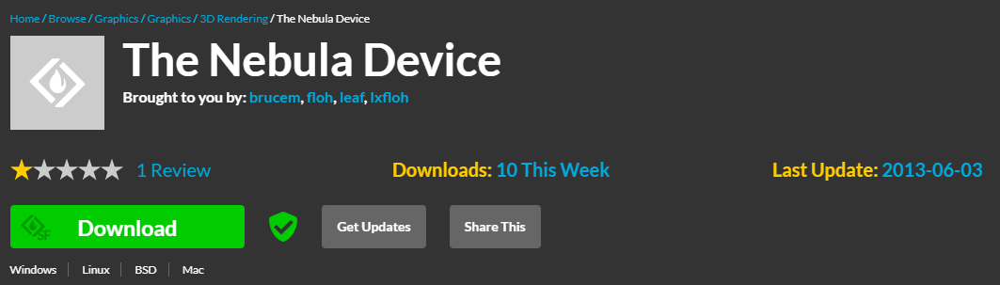 Home / Browse / Graphics / Graphics / 3D Rendering / The Nebula Device
The Nebula Device
Brought to you by: brucem, floh, leaf, lxfloh
1 Review
Downloads: 10 This Week
Last Update: 2013-06-03
SF
Download
Get Updates
Share This
Windows
Linux
BSD
Mac